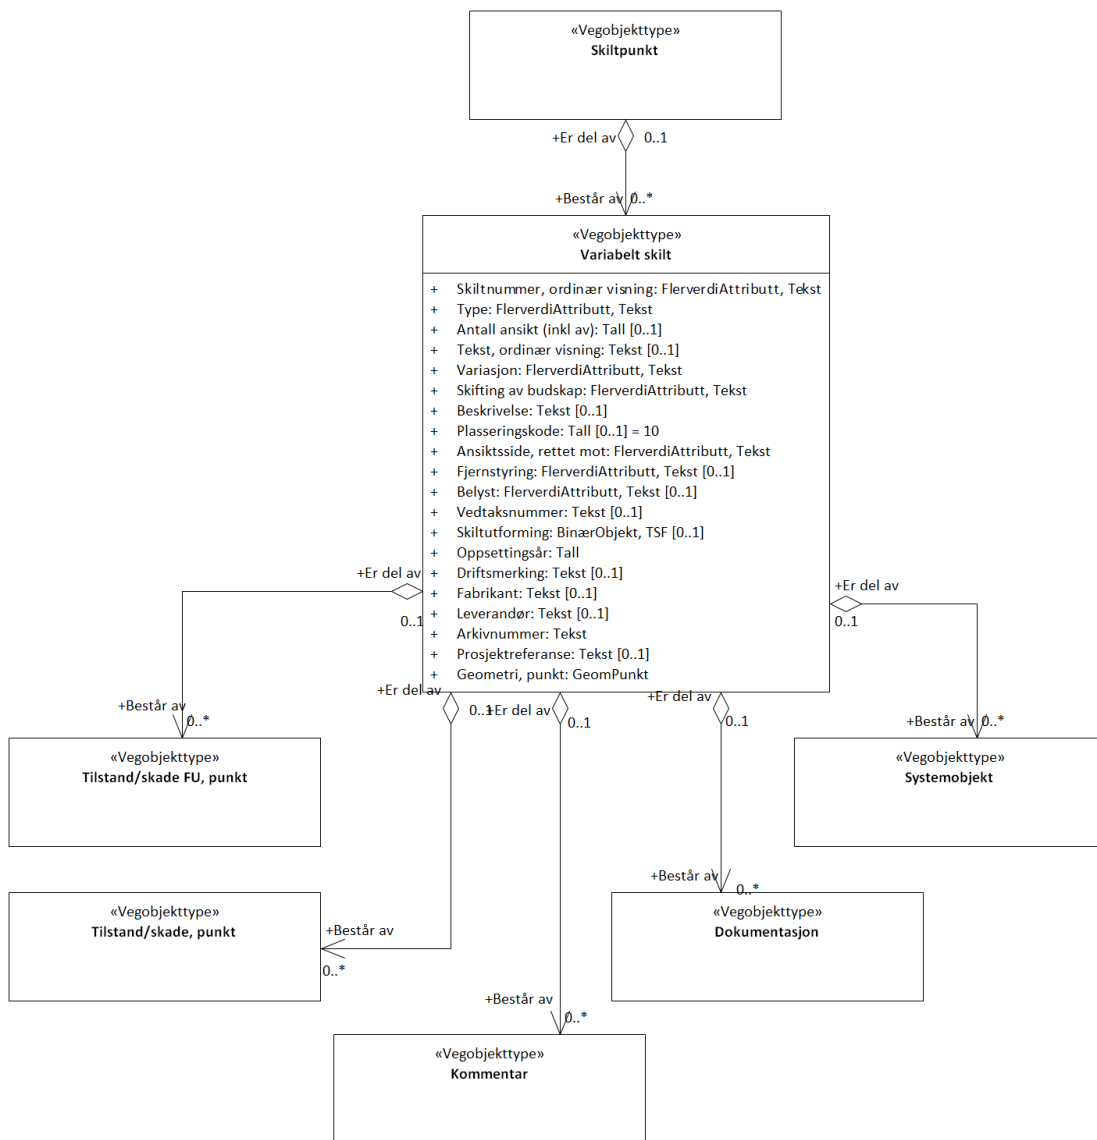 «Vegobjekttype»
Skiltpunkt
+Er del av
0..1
+Består av
0..*
«Vegobjekttype»
Variabelt skilt
+ Skiltnummer, ordinær visning: FlerverdiAttributt, Tekst
+ Type: FlerverdiAttributt, Tekst
+ Antall ansikt (inkl av): Tall [0..1]
+ Tekst, ordinær visning: Tekst [0..1]
+ Variasjon: FlerverdiAttributt, Tekst
+ Skifting av budskap: FlerverdiAttributt, Tekst
+ Beskrivelse: Tekst [0..1]
+ Plasseringskode: Tall [0..1] = 10
+ Ansiktsside, rettet mot: FlerverdiAttributt, Tekst
+ Fjernstyring: FlerverdiAttributt, Tekst [0..1]
+ Belyst: FlerverdiAttributt, Tekst [0..1]
+ Vedtaksnummer: Tekst [0..1]
+ Skiltutforming: BinærObjekt, TSF [0..1]
+ Oppsettingsår: Tall
+ Driftsmerking: Tekst [0..1]
+ Fabrikant: Tekst [0..1]
+ Leverandør: Tekst [0..1]
+ Arkivnummer: Tekst
+ Prosjektreferanse: Tekst [0..1]
+ Geometri, punkt: GeomPunkt
+Er del av
0..1
+Består av
0..*
«Vegobjekttype»
Tilstand/skade FU, punkt
+Er del av
0..1
+Består av
0..*
«Vegobjekttype»
Systemobjekt
+Er del av
0..1
+Består av
0..*
«Vegobjekttype»
Tilstand/skade, punkt
+Er del av
0..1
+Består av
0..*
«Vegobjekttype»
Dokumentasjon
+Er del av
0..1
+Består av
0..*
«Vegobjekttype»
Kommentar